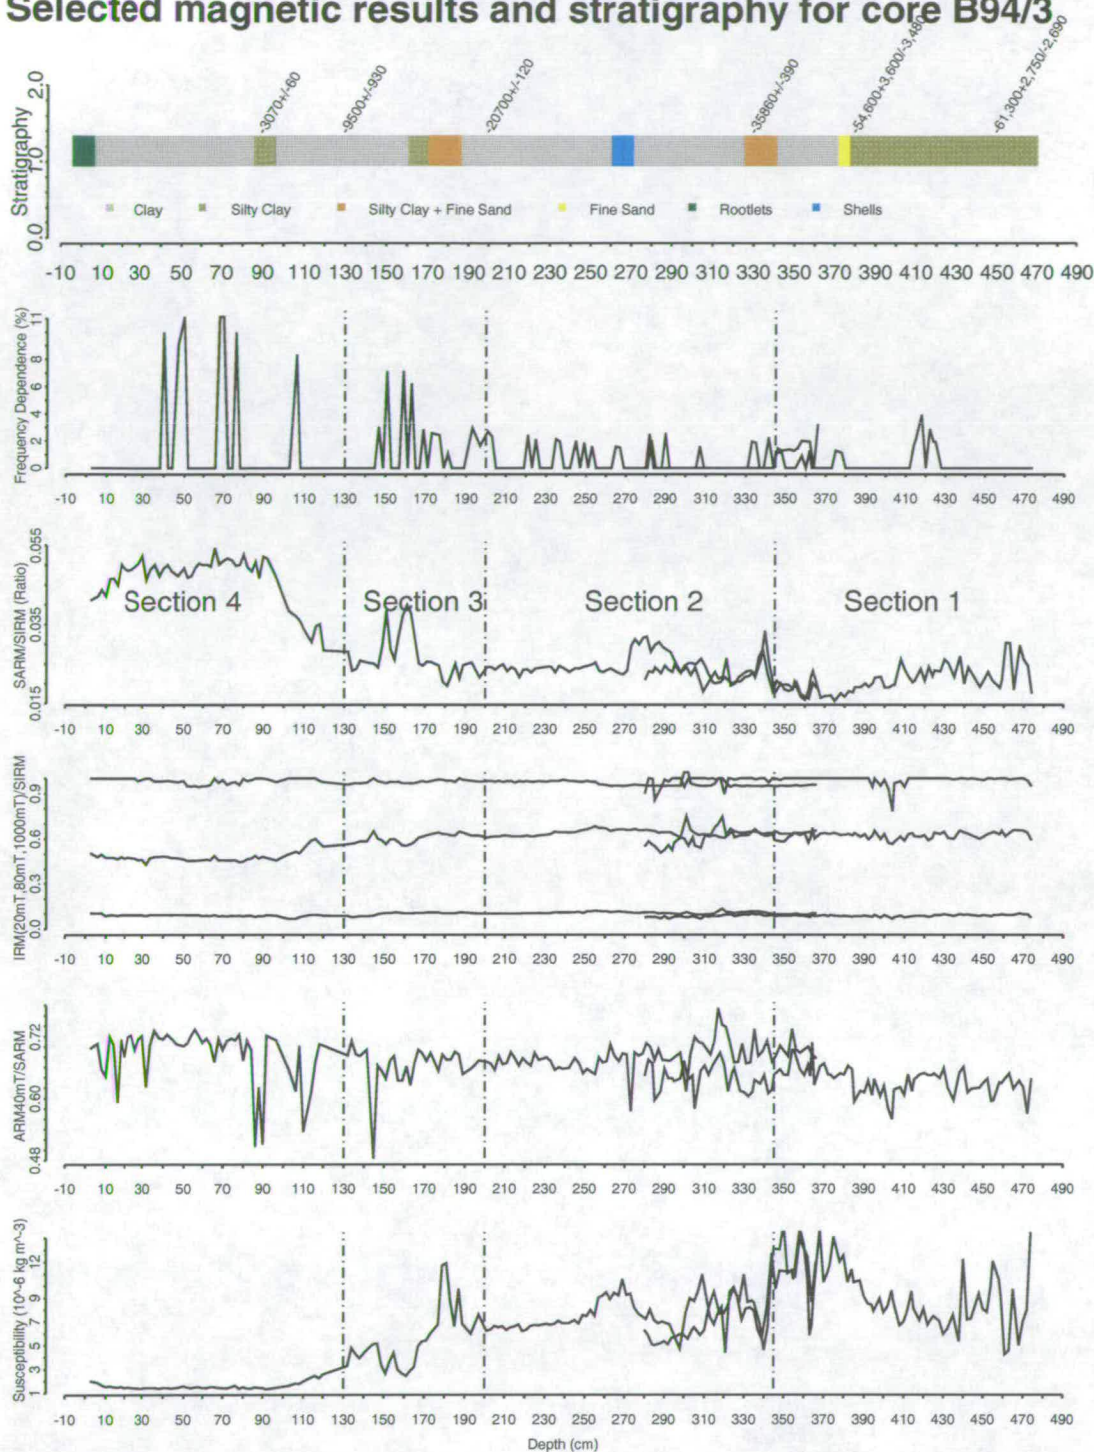 Selected magnetic results and stratigraphy for core B94/3
-3070+/-60
-9500+/-930
-20700+/-120
-35860+/-390
-54,600+3,600/-3,480
-61,300+2,750/-2,690
Stratigraphy
0.0 1.0 2.0
Clay Silty Clay Silty Clay + Fine Sand Fine Sand Rootlets Shells
-10 10 30 50 70 90 110 130 150 170 190 210 230 250 270 290 310 330 350 370 390 410 430 450 470 490
Frequency Dependence (%)
0 2 4 6 8 11
-10 10 30 50 70 90 110 130 150 170 190 210 230 250 270 290 310 330 350 370 390 410 430 450 470 490
SARM/SIRM (Ratio)
0.015 0.035 0.055
Section 4 Section 3 Section 2 Section 1
-10 10 30 50 70 90 110 130 150 170 190 210 230 250 270 290 310 330 350 370 390 410 430 450 470 490
IRM(20mT,80mT,1000mT)/SIRM
0.0 0.3 0.6 0.9
-10 10 30 50 70 90 110 130 150 170 190 210 230 250 270 290 310 330 350 370 390 410 430 450 470 490
ARM40mT/SARM
0.48 0.60 0.72
-10 10 30 50 70 90 110 130 150 170 190 210 230 250 270 290 310 330 350 370 390 410 430 450 470 490
Susceptibility (10^-6 kg m^-3)
1 3 5 7 9 12
-10 10 30 50 70 90 110 130 150 170 190 210 230 250 270 290 310 330 350 370 390 410 430 450 470 490
Depth (cm)